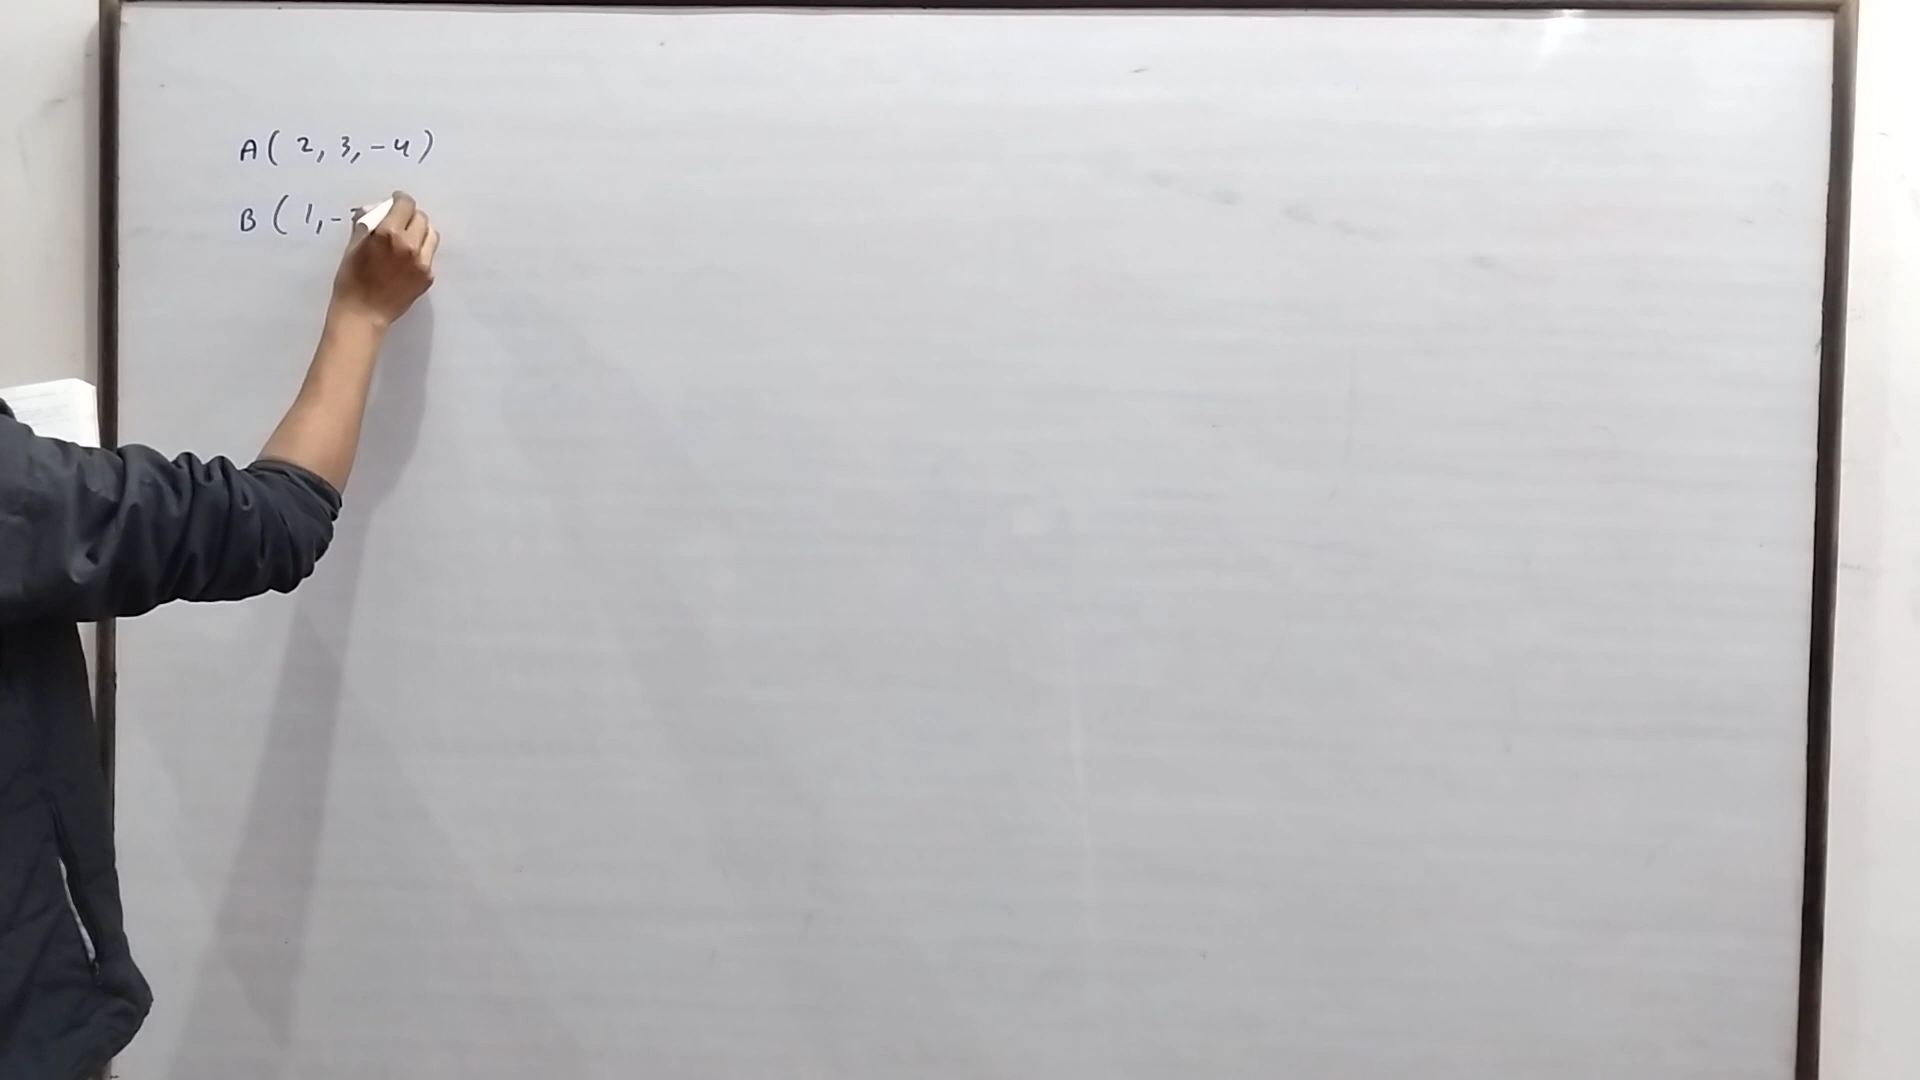 A ( 2, 3, -4 )
B ( 1, -